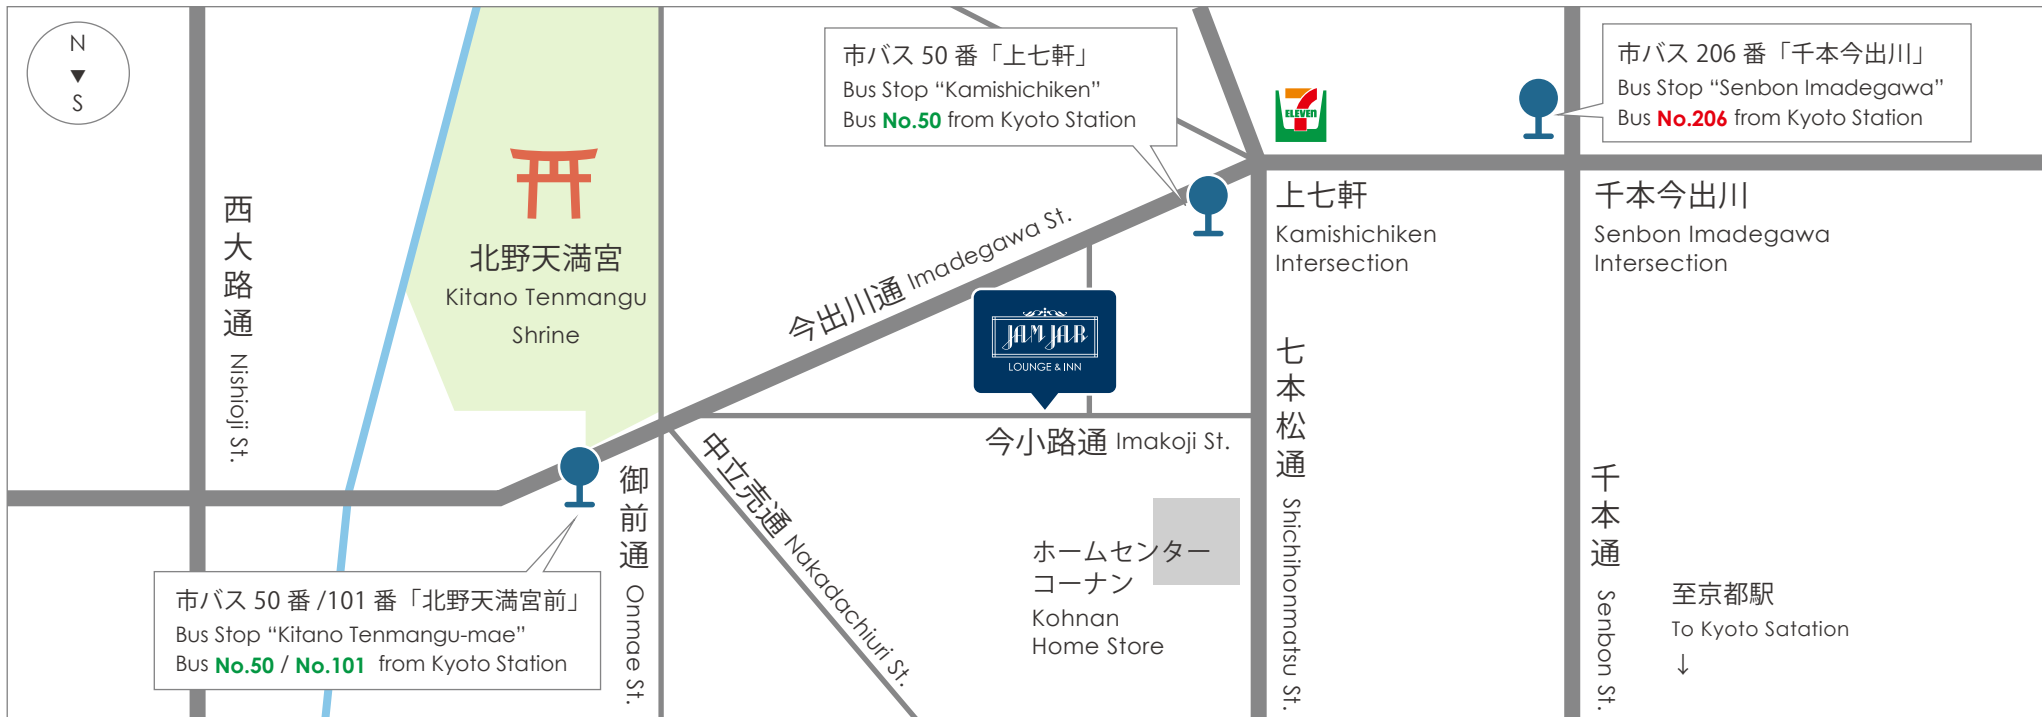 N
S
市バス 50 番「上七軒」
Bus Stop “Kamishichiken”
Bus No.50 from Kyoto Station
7
ELEVEN
市バス 206 番「千本今出川」
Bus Stop “Senbon Imadegawa”
Bus No.206 from Kyoto Station
西大路通 Nishioji St.
北野天満宮
Kitano Tenmangu
Shrine
今出川通 Imadegawa St.
上七軒
Kamishichiken
Intersection
千本今出川
Senbon Imadegawa
Intersection
JAM JAR
LOUNGE & INN
今小路通 Imakoji St.
七本松通 Shichihonmatsu St.
御前通 Onmae St.
中立売通 Nakadachiuri St.
ホームセンター
コーナン
Kohnan
Home Store
千本通 Senbon St.
至京都駅
To Kyoto Satation
↓
市バス 50 番 /101 番「北野天満宮前」
Bus Stop “Kitano Tenmangu-mae”
Bus No.50 / No.101 from Kyoto Station